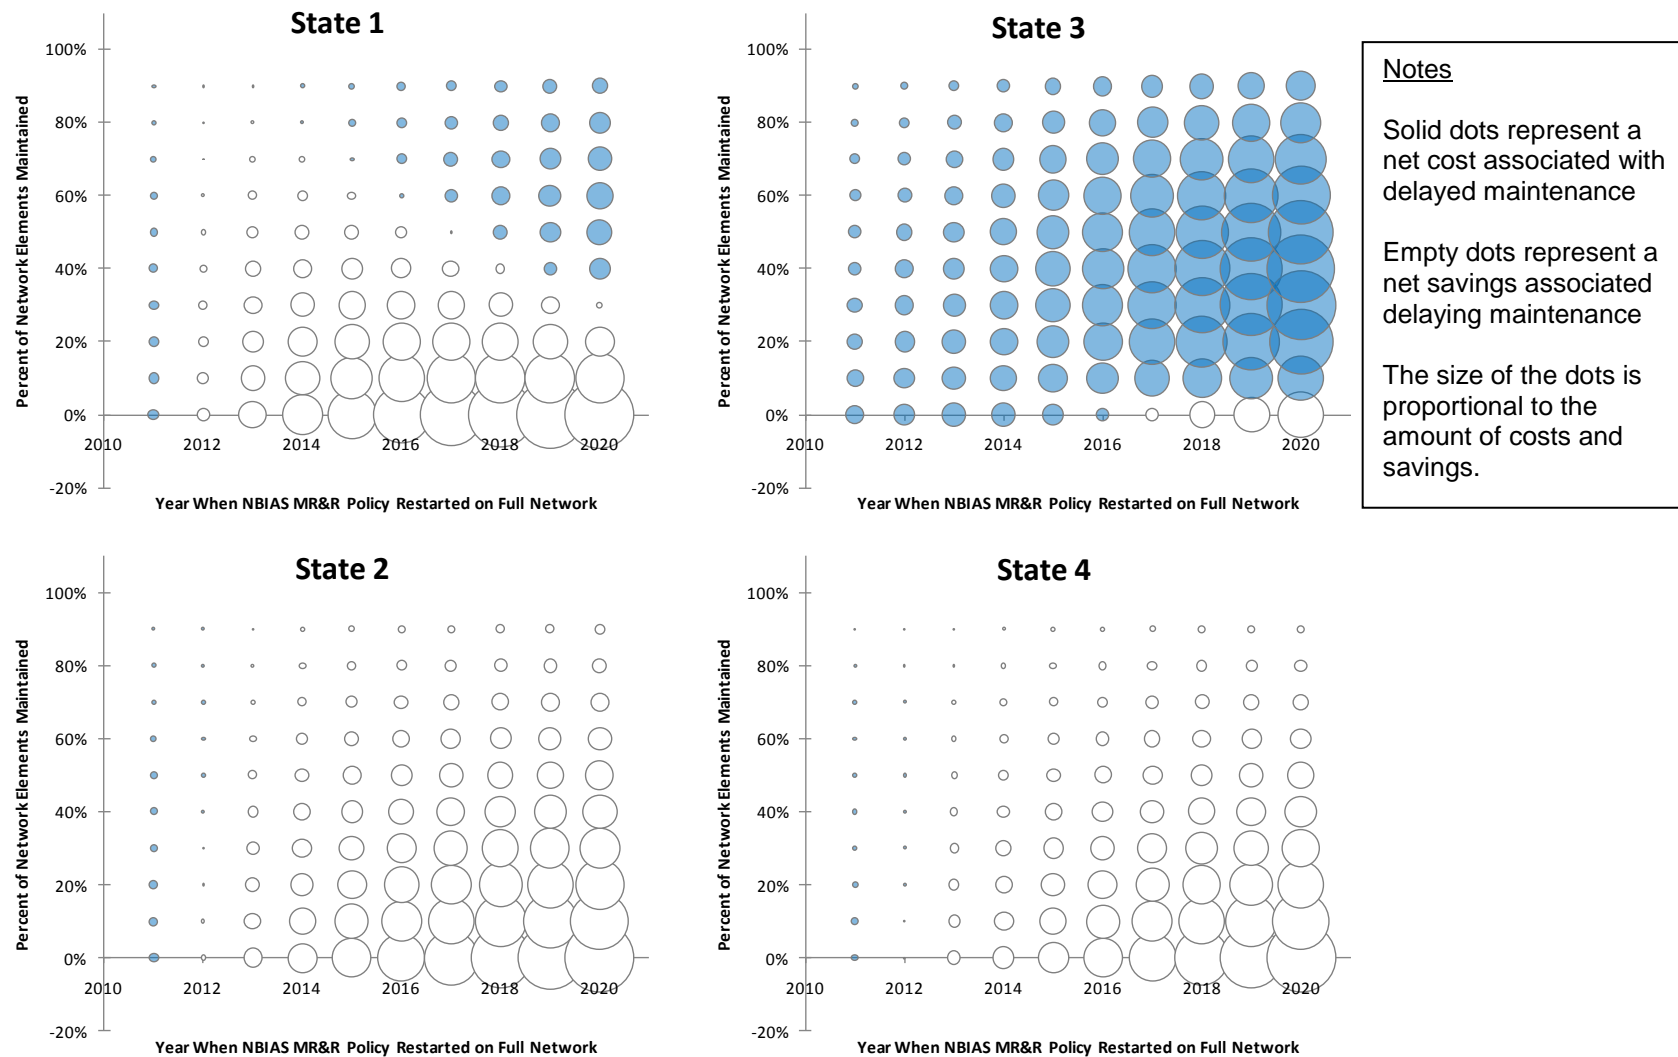 State 1
100%
80%
60%
40%
20%
0%
-20%
2010
2012
2014
2016
2018
2020
Percent of Network Elements Maintained
Year When NBIAS MR&R Policy Restarted on Full Network
State 3
100%
80%
60%
40%
20%
0%
-20%
2010
2012
2014
2016
2018
2020
Percent of Network Elements Maintained
Year When NBIAS MR&R Policy Restarted on Full Network
Notes
Solid dots represent a
net cost associated with
delayed maintenance
Empty dots represent a
net savings associated
delaying maintenance
The size of the dots is
proportional to the
amount of costs and
savings.
State 2
100%
80%
60%
40%
20%
0%
-20%
2010
2012
2014
2016
2018
2020
Percent of Network Elements Maintained
Year When NBIAS MR&R Policy Restarted on Full Network
State 4
100%
80%
60%
40%
20%
0%
-20%
2010
2012
2014
2016
2018
2020
Percent of Network Elements Maintained
Year When NBIAS MR&R Policy Restarted on Full Network